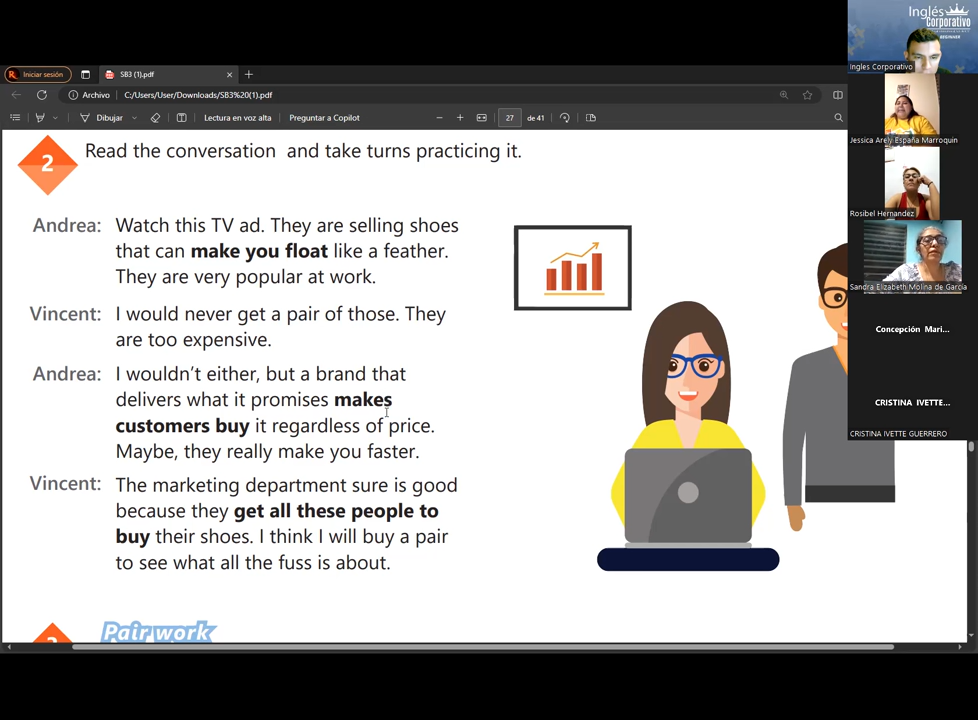 Inglés
Corporativo
BEGINNER
Ingles Corporativo
Iniciar sesión
SB3 (1).pdf
Archivo
C:/Users/User/Downloads/SB3%20(1).pdf
Dibujar
Lectura en voz alta
Preguntar a Copilot
27
de 41
Jessica Arely España Marroquin
Rosibel Hernandez
Sandra Elizabeth Molina de García
Concepción Mari...
CRISTINA IVETTE...
CRISTINA IVETTE GUERRERO
2
Read the conversation and take turns practicing it.
Andrea: Watch this TV ad. They are selling shoes
that can make you float like a feather.
They are very popular at work.
Vincent: I would never get a pair of those. They
are too expensive.
Andrea: I wouldn't either, but a brand that
delivers what it promises makes
customers buy it regardless of price.
Maybe, they really make you faster.
Vincent: The marketing department sure is good
because they get all these people to
buy their shoes. I think I will buy a pair
to see what all the fuss is about.
Pair work